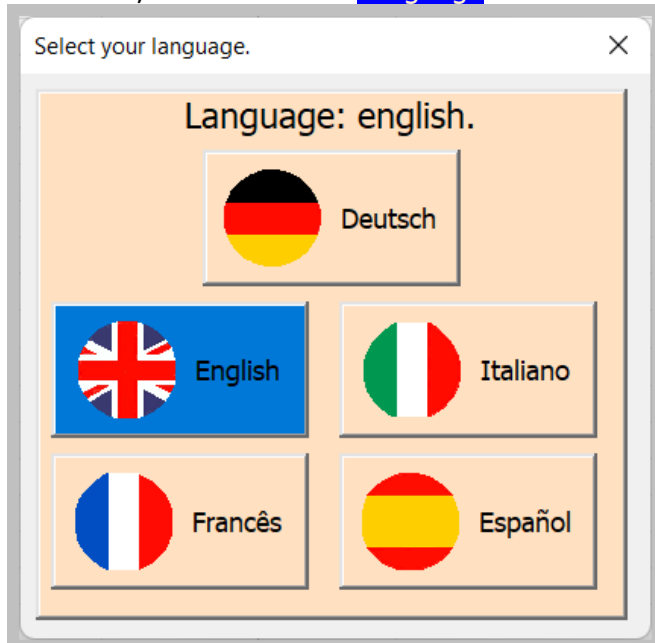 Select your language.
Language: english.
Deutsch
English
Italiano
Francês
Español